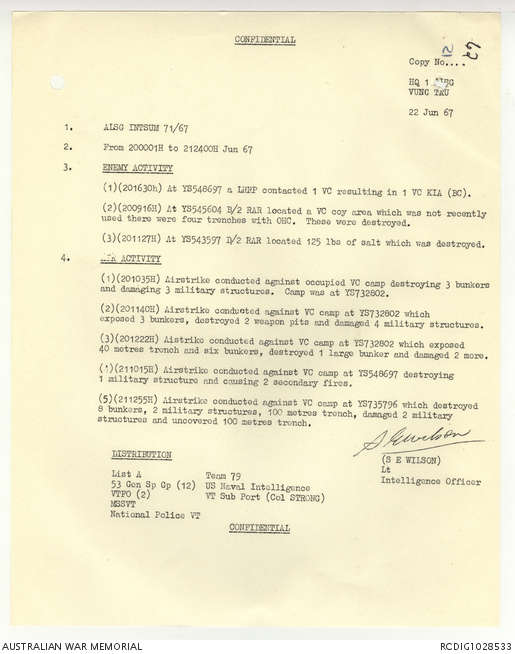 CONFIDENTIAL
Copy No.... 12
67
HQ 1 ALSG
VUNG TAU
22 Jun 67
1. ALSG INTSUM 71/67
2. From 200001H to 212400H Jun 67
3. ENEMY ACTIVITY
(1)(201630h) At YS548697 a LRRP contacted 1 VC resulting in 1 VC KIA (BC).
(2)(200916H) At YS545604 B/2 RAR located a VC coy area which was not recently
used there were four trenches with OHC. These were destroyed.
(3)(201127H) At YS543597 D/2 RAR located 125 lbs of salt which was destroyed.
4. AIR ACTIVITY
(1)(201035H) Airstrike conducted against occupied VC camp destroying 3 bunkers
and damaging 3 military structures. Camp was at YS732802.
(2)(201140H) Airstrike conducted against VC camp at YS732802 which
exposed 3 bunkers, destroyed 2 weapon pits and damaged 4 military structures.
(3)(201222H) Aistrike conducted against VC camp at YS732802 which exposed
40 metres trench and six bunkers, destroyed 1 large bunker and damaged 2 more.
(4)(211015H) Airstrike conducted against VC camp at YS548697 destroying
1 military structure and causing 2 secondary fires.
(5)(211255H) Airstrike conducted against VC camp at YS735796 which destroyed
8 bunkers, 2 military structures, 100 metres trench, damaged 2 military
structures and uncovered 100 metres trench.
S E Wilson
(S E WILSON)
Lt
Intelligence Officer
DISTRIBUTION
List A Team 79
53 Gen Sp Gp (12) US Naval Intelligence
VTPO (2) VT Sub Port (Col STRONG)
MSSVT
National Police VT
CONFIDENTIAL
AUSTRALIAN WAR MEMORIAL RCDIG1028533